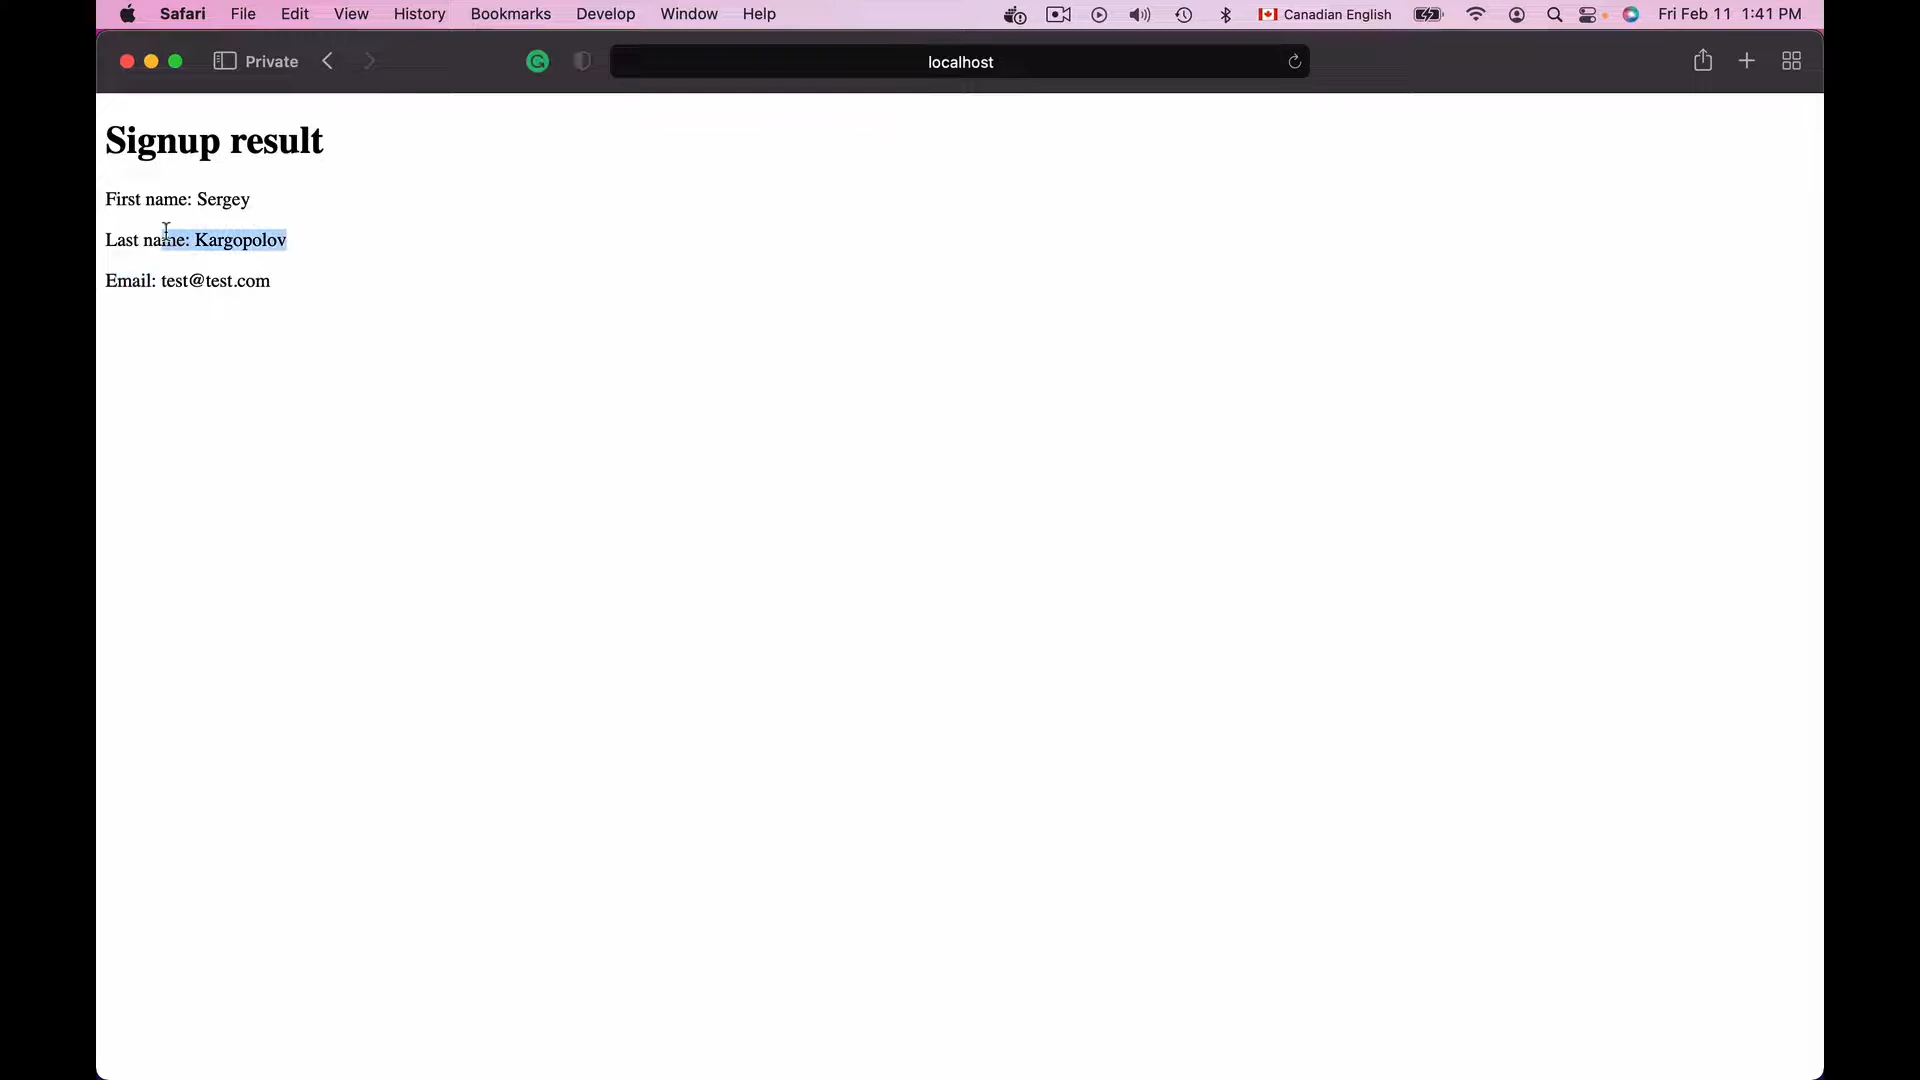 Safari File Edit View History Bookmarks Develop Window Help Canadian English Fri Feb 11 1:41 PM
Private localhost
Signup result
First name: Sergey
Last name: Kargopolov
Email: test@test.com